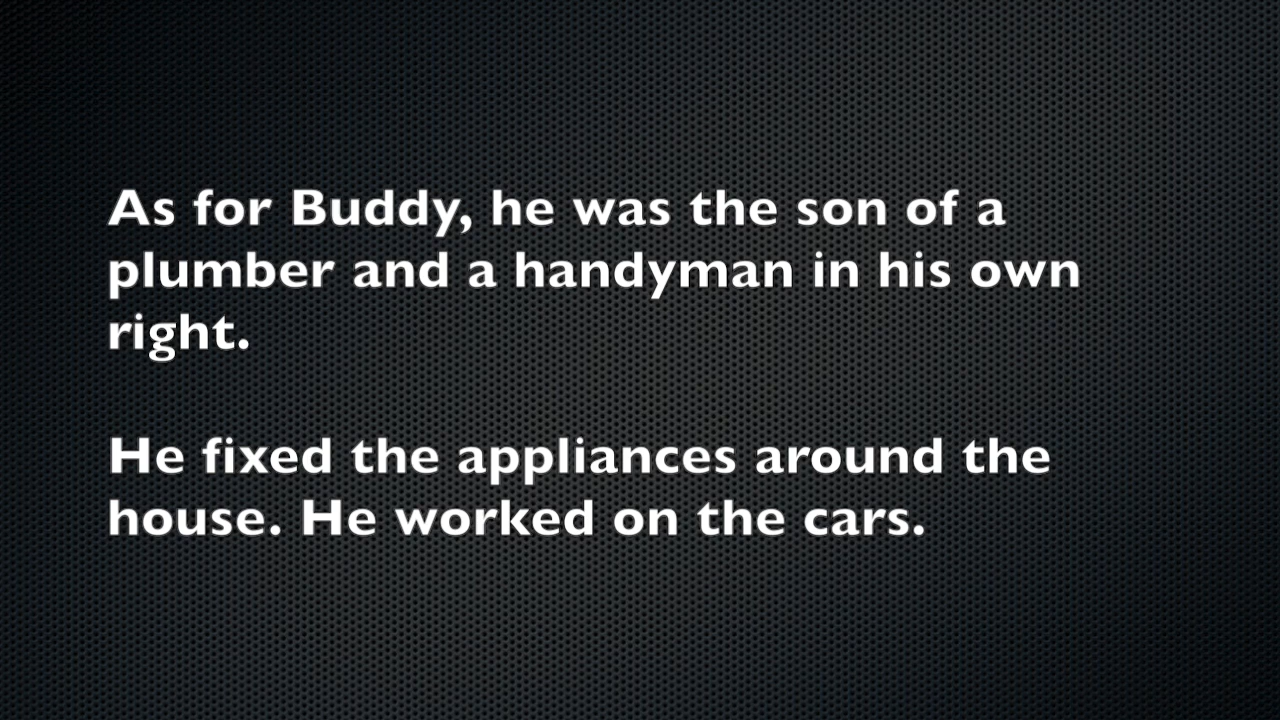 As for Buddy, he was the son of a
plumber and a handyman in his own
right.
He fixed the appliances around the
house. He worked on the cars.